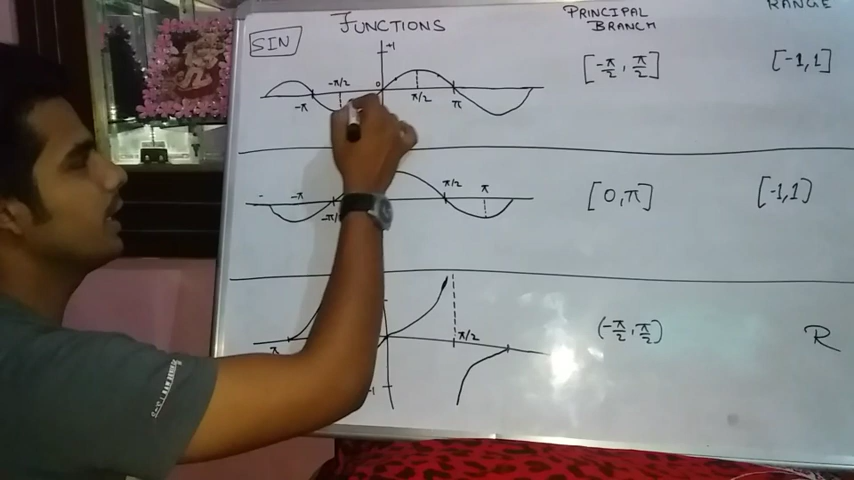 FUNCTIONS
PRINCIPAL
BRANCH
RANGE
SIN
+1
-π/2
0
-π
π/2
π
[-π/2, π/2]
[-1,1]
-π
π/2
π
[0,π]
[-1,1]
π/2
(-π/2, π/2)
R